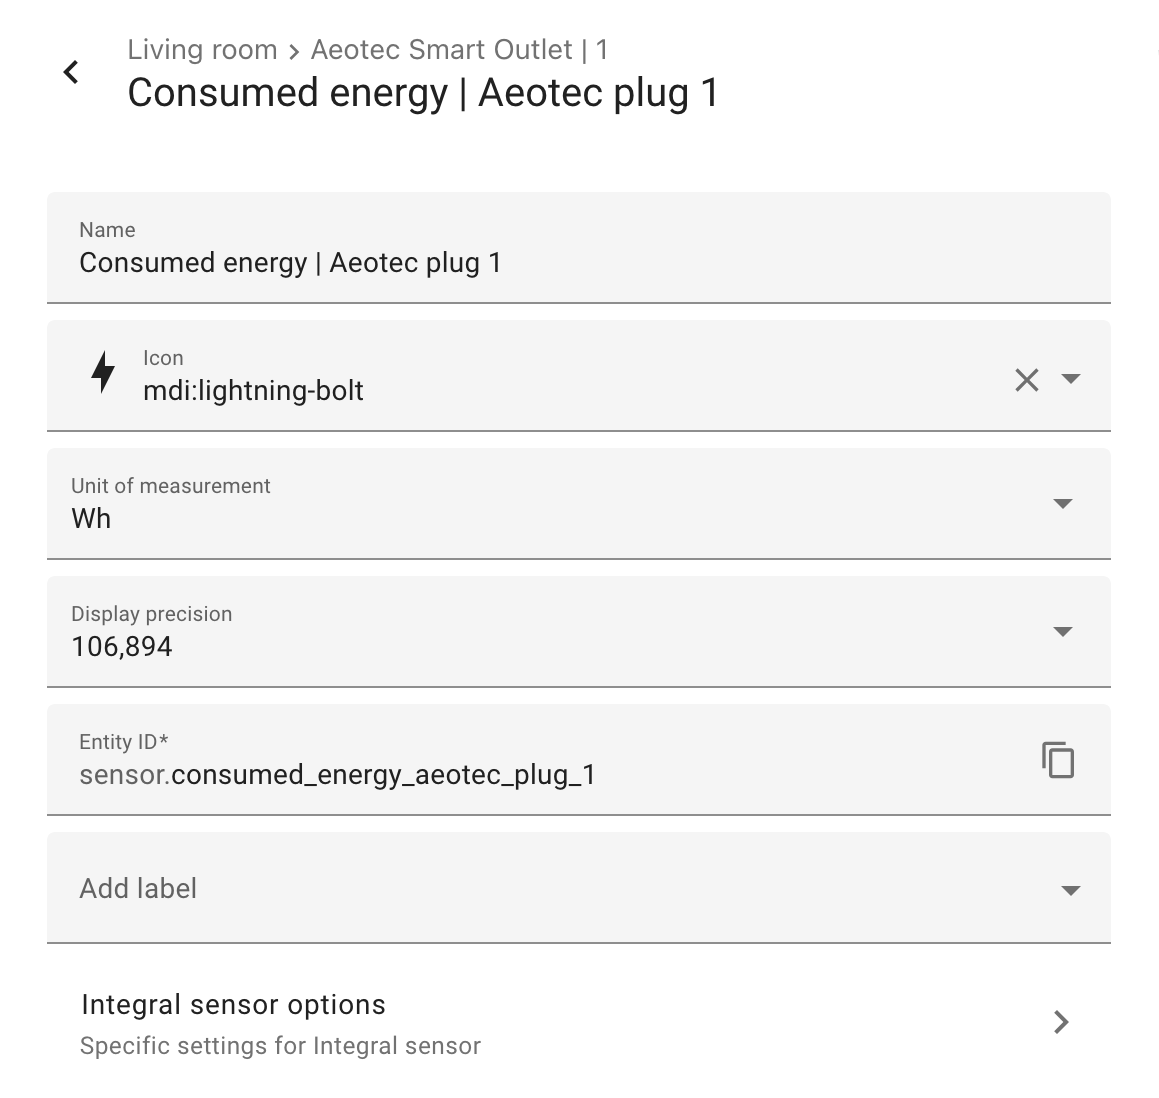 Living room > Aeotec Smart Outlet | 1
Consumed energy | Aeotec plug 1
Name
Consumed energy | Aeotec plug 1
Icon
mdi:lightning-bolt
Unit of measurement
Wh
Display precision
106,894
Entity ID*
sensor.consumed_energy_aeotec_plug_1
Add label
Integral sensor options
Specific settings for Integral sensor